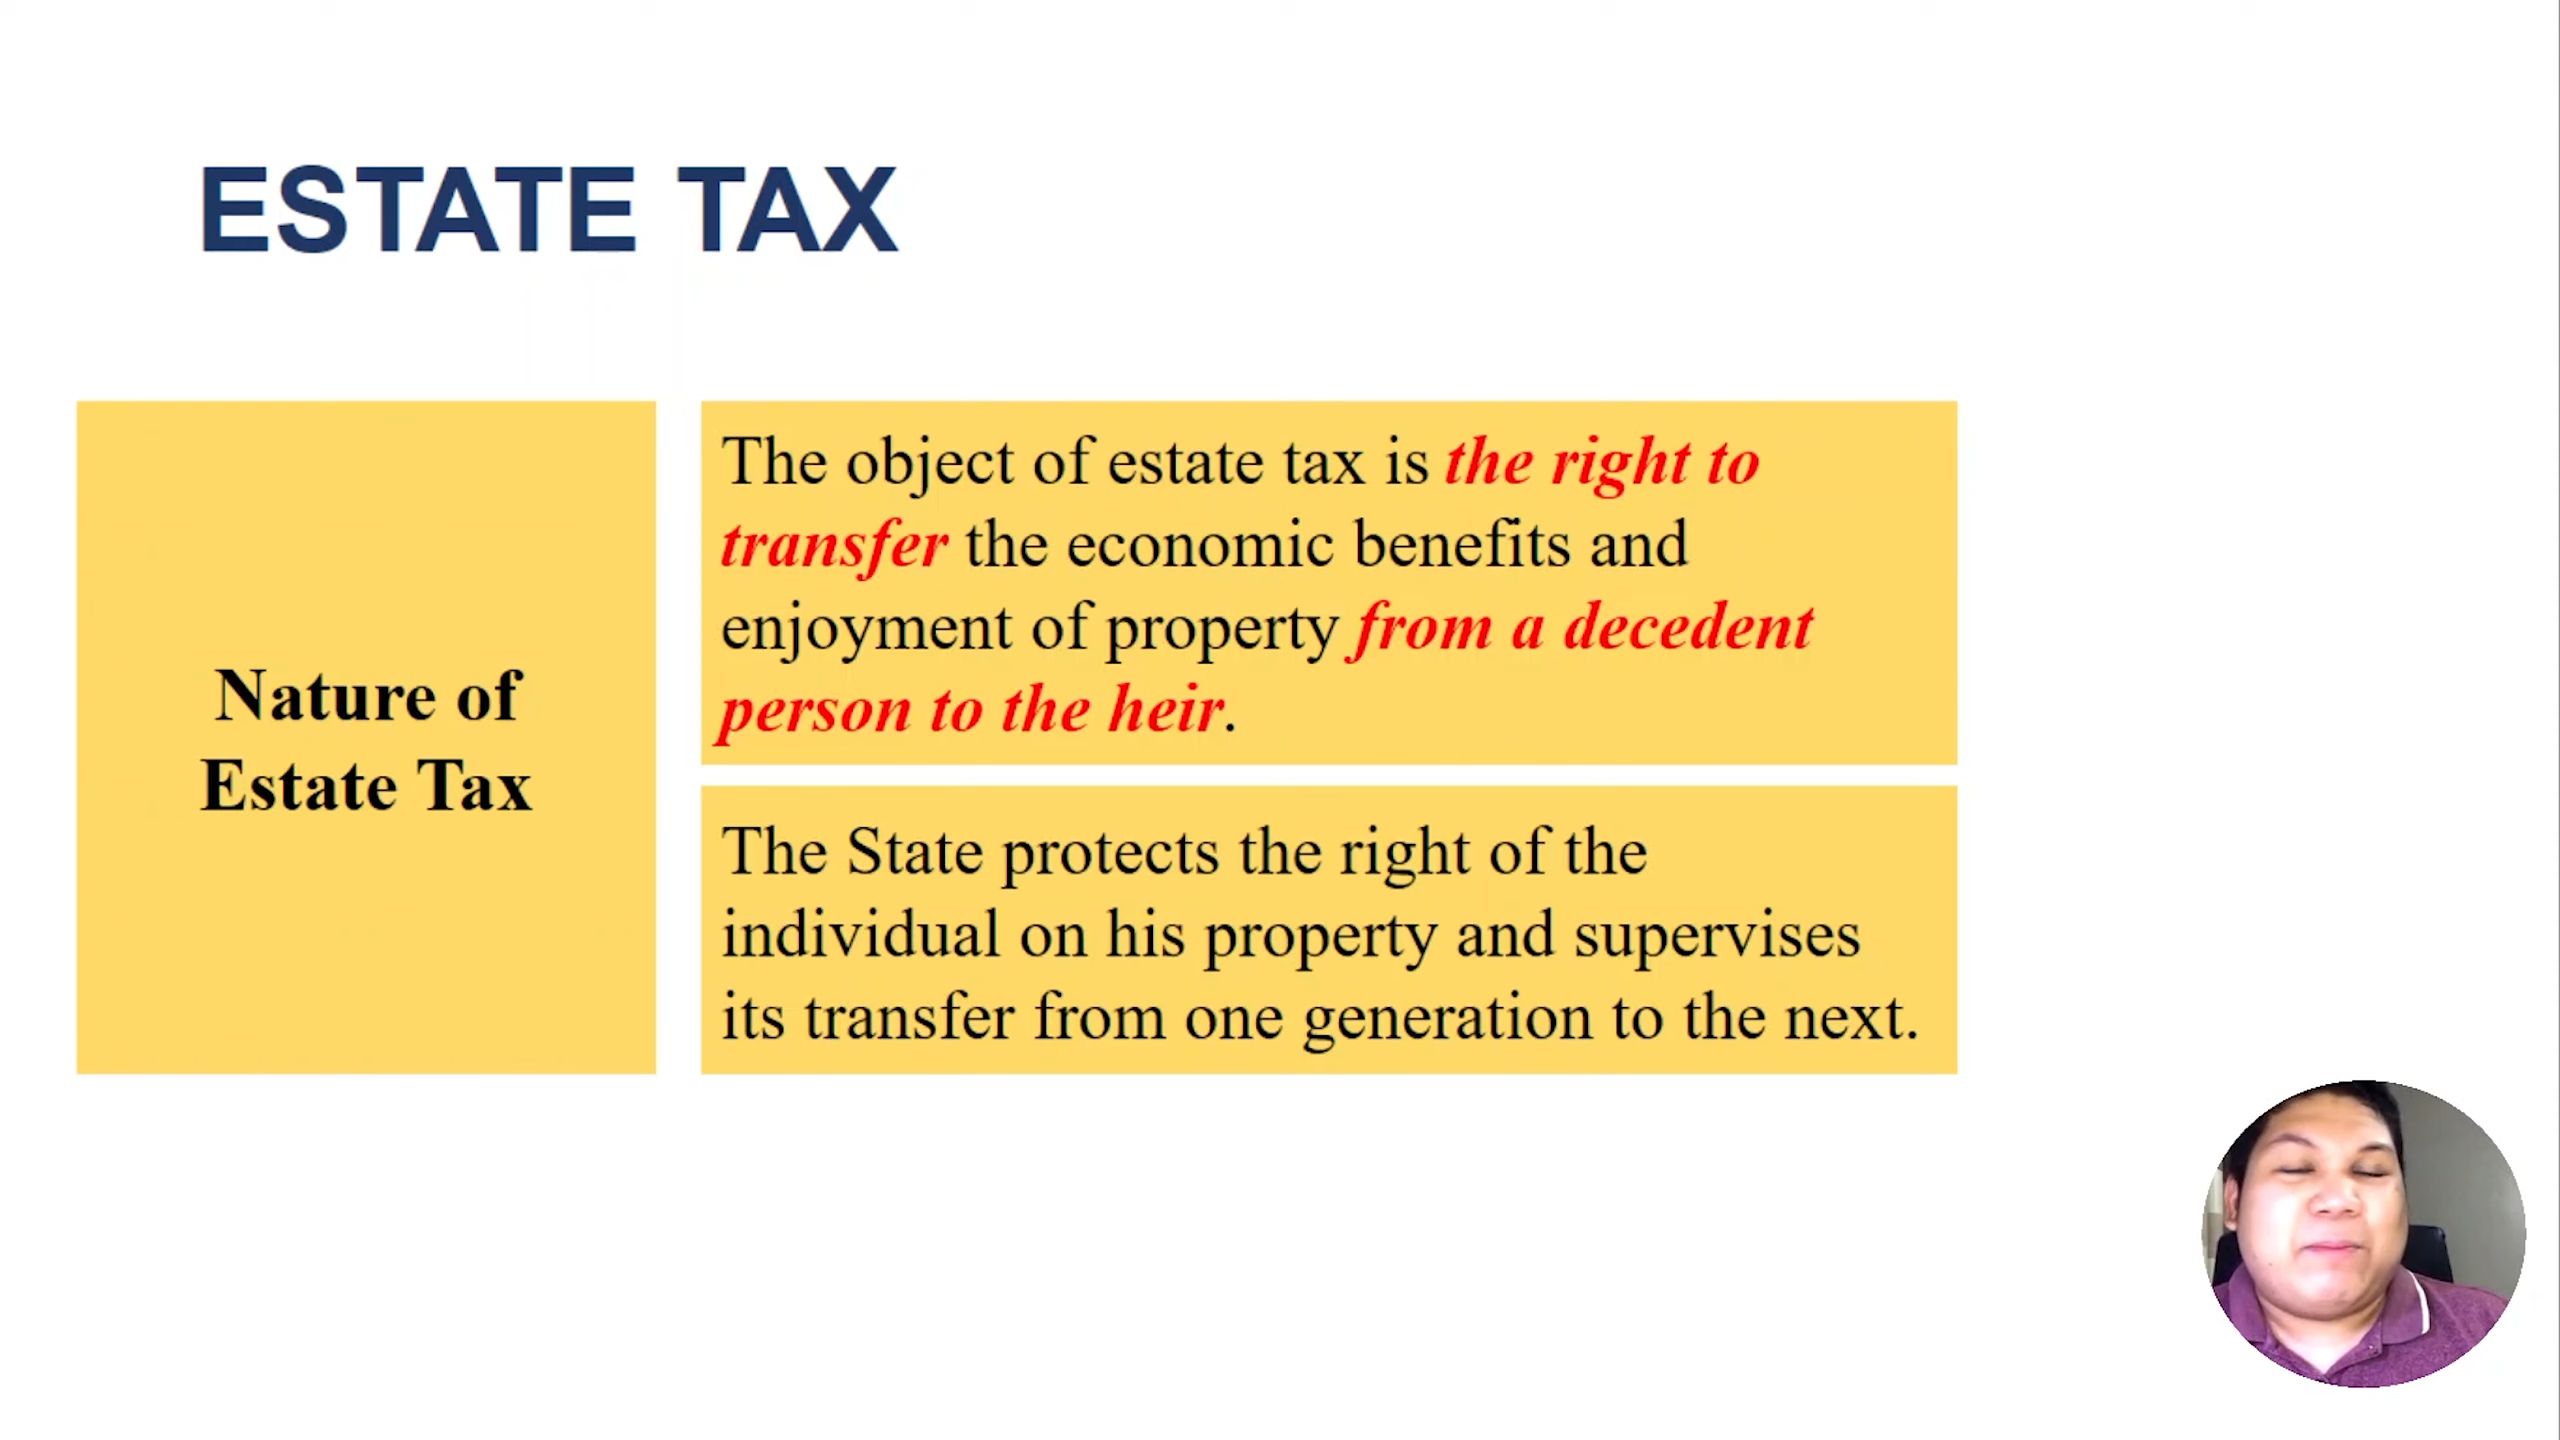 ESTATE TAX
Nature of
Estate Tax
The object of estate tax is the right to
transfer the economic benefits and
enjoyment of property from a decedent
person to the heir.
The State protects the right of the
individual on his property and supervises
its transfer from one generation to the next.